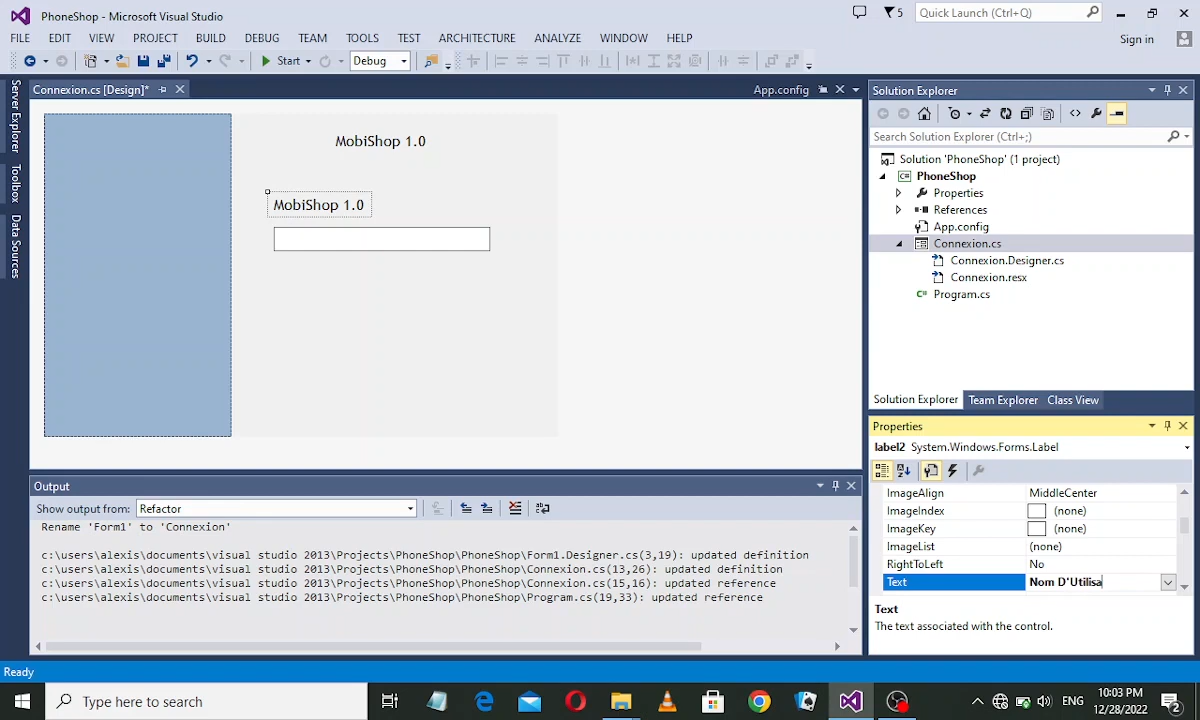 PhoneShop - Microsoft Visual Studio
5
Quick Launch (Ctrl+Q)
FILE EDIT VIEW PROJECT BUILD DEBUG TEAM TOOLS TEST ARCHITECTURE ANALYZE WINDOW HELP
Sign in
Start
Debug
Server Explorer
Toolbox
Data Sources
Connexion.cs [Design]*
App.config
MobiShop 1.0
MobiShop 1.0
Solution Explorer
Search Solution Explorer (Ctrl+;)
Solution 'PhoneShop' (1 project)
PhoneShop
Properties
References
App.config
Connexion.cs
Connexion.Designer.cs
Connexion.resx
Program.cs
Solution Explorer Team Explorer Class View
Output
Show output from: Refactor
Rename 'Form1' to 'Connexion'
c:\users\alexis\documents\visual studio 2013\Projects\PhoneShop\PhoneShop\Form1.Designer.cs(3,19): updated definition
c:\users\alexis\documents\visual studio 2013\Projects\PhoneShop\PhoneShop\Connexion.cs(13,26): updated definition
c:\users\alexis\documents\visual studio 2013\Projects\PhoneShop\PhoneShop\Connexion.cs(15,16): updated reference
c:\users\alexis\documents\visual studio 2013\Projects\PhoneShop\PhoneShop\Program.cs(19,33): updated reference
Properties
label2 System.Windows.Forms.Label
ImageAlign MiddleCenter
ImageIndex (none)
ImageKey (none)
ImageList (none)
RightToLeft No
Text Nom D'Utilisa
Text
The text associated with the control.
Ready
Type here to search
ENG
10:03 PM
12/28/2022
2